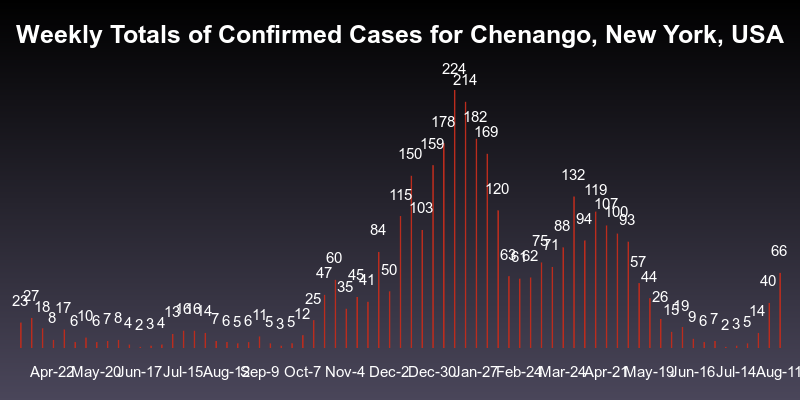 Weekly Totals of Confirmed Cases for Chenango, New York, USA
23 27 18 8 17 6 10 6 7 8 4 2 3 4 13 16 16 14 7 6 5 6 11 5 3 5 12 25 47 60 35 45 41 84 50 115 150 103 159 178 224 214 182 169 120 63 61 62 75 71 88 132 94 119 107 100 93 57 44 26 15 19 9 6 7 2 3 5 14 40 66
Apr-22 May-20 Jun-17 Jul-15 Aug-12 Sep-9 Oct-7 Nov-4 Dec-2 Dec-30 Jan-27 Feb-24 Mar-24 Apr-21 May-19 Jun-16 Jul-14 Aug-11